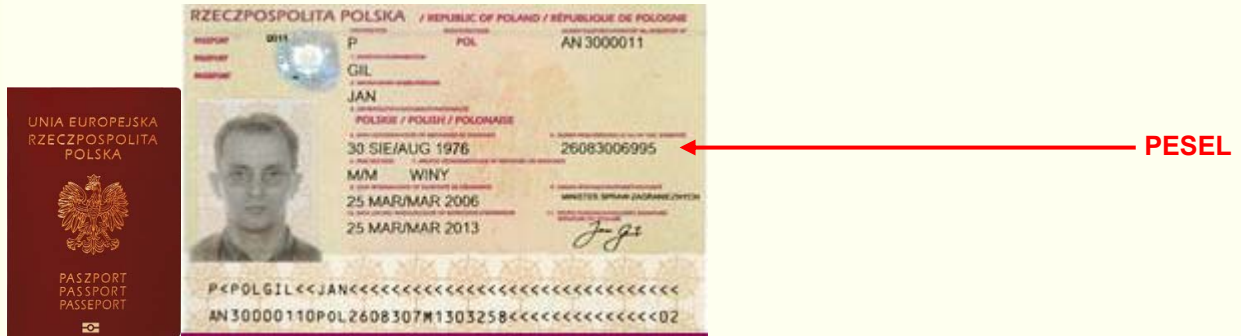 UNIA EUROPEJSKA
RZECZPOSPOLITA
POLSKA
PASZPORT
PASSPORT
PASSEPORT
RZECZPOSPOLITA POLSKA / REPUBLIC OF POLAND / RÉPUBLIQUE DE POLOGNE
P POL AN 3000011
GIL
JAN
POLSKIE / POLISH / POLONAISE
30 SIE/AUG 1976 26083006995
M/M WINY
25 MAR/MAR 2006 MINISTER SPRAW ZAGRANICZNYCH
25 MAR/MAR 2013
Jan Gil
P<POLGIL<<JAN<<<<<<<<<<<<<<<<<<<<<<<<<<<<<<<
AN30000110POL2608307M1303258<<<<<<<<<<<<<<02
PESEL